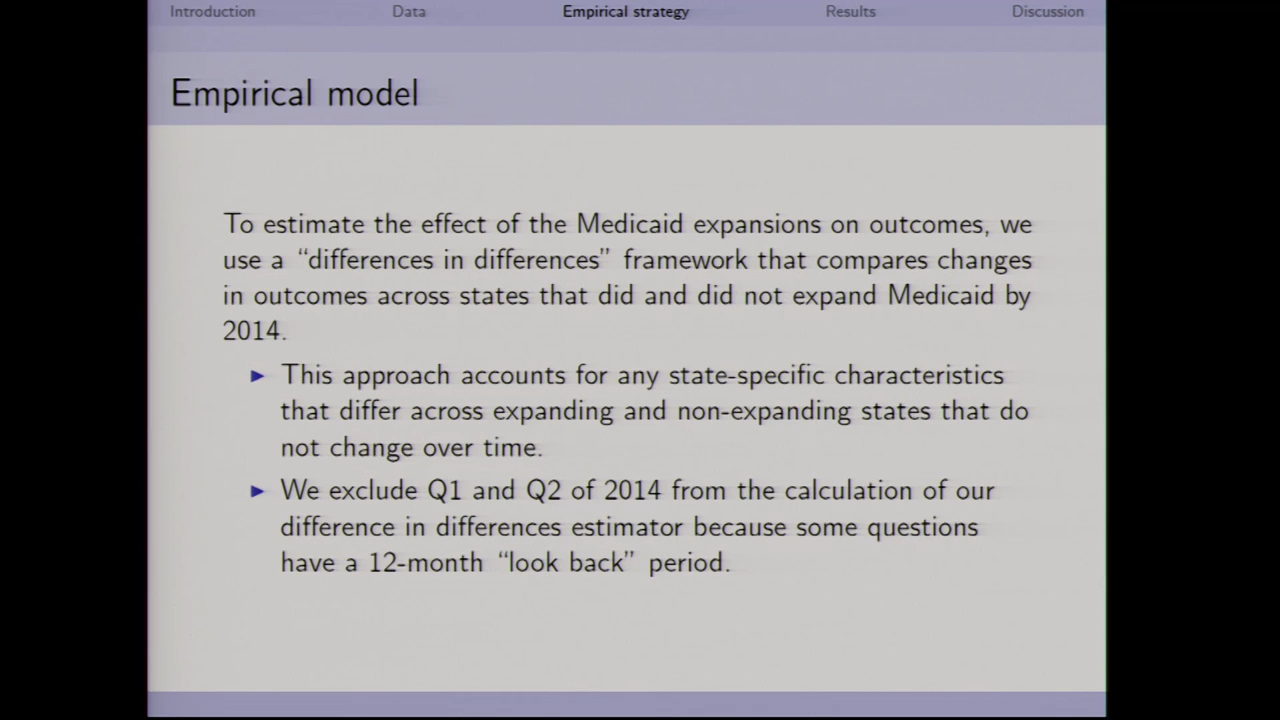 Introduction Data Empirical strategy Results Discussion
Empirical model
To estimate the effect of the Medicaid expansions on outcomes, we
use a “differences in differences” framework that compares changes
in outcomes across states that did and did not expand Medicaid by
2014.
This approach accounts for any state-specific characteristics
that differ across expanding and non-expanding states that do
not change over time.
We exclude Q1 and Q2 of 2014 from the calculation of our
difference in differences estimator because some questions
have a 12-month “look back” period.